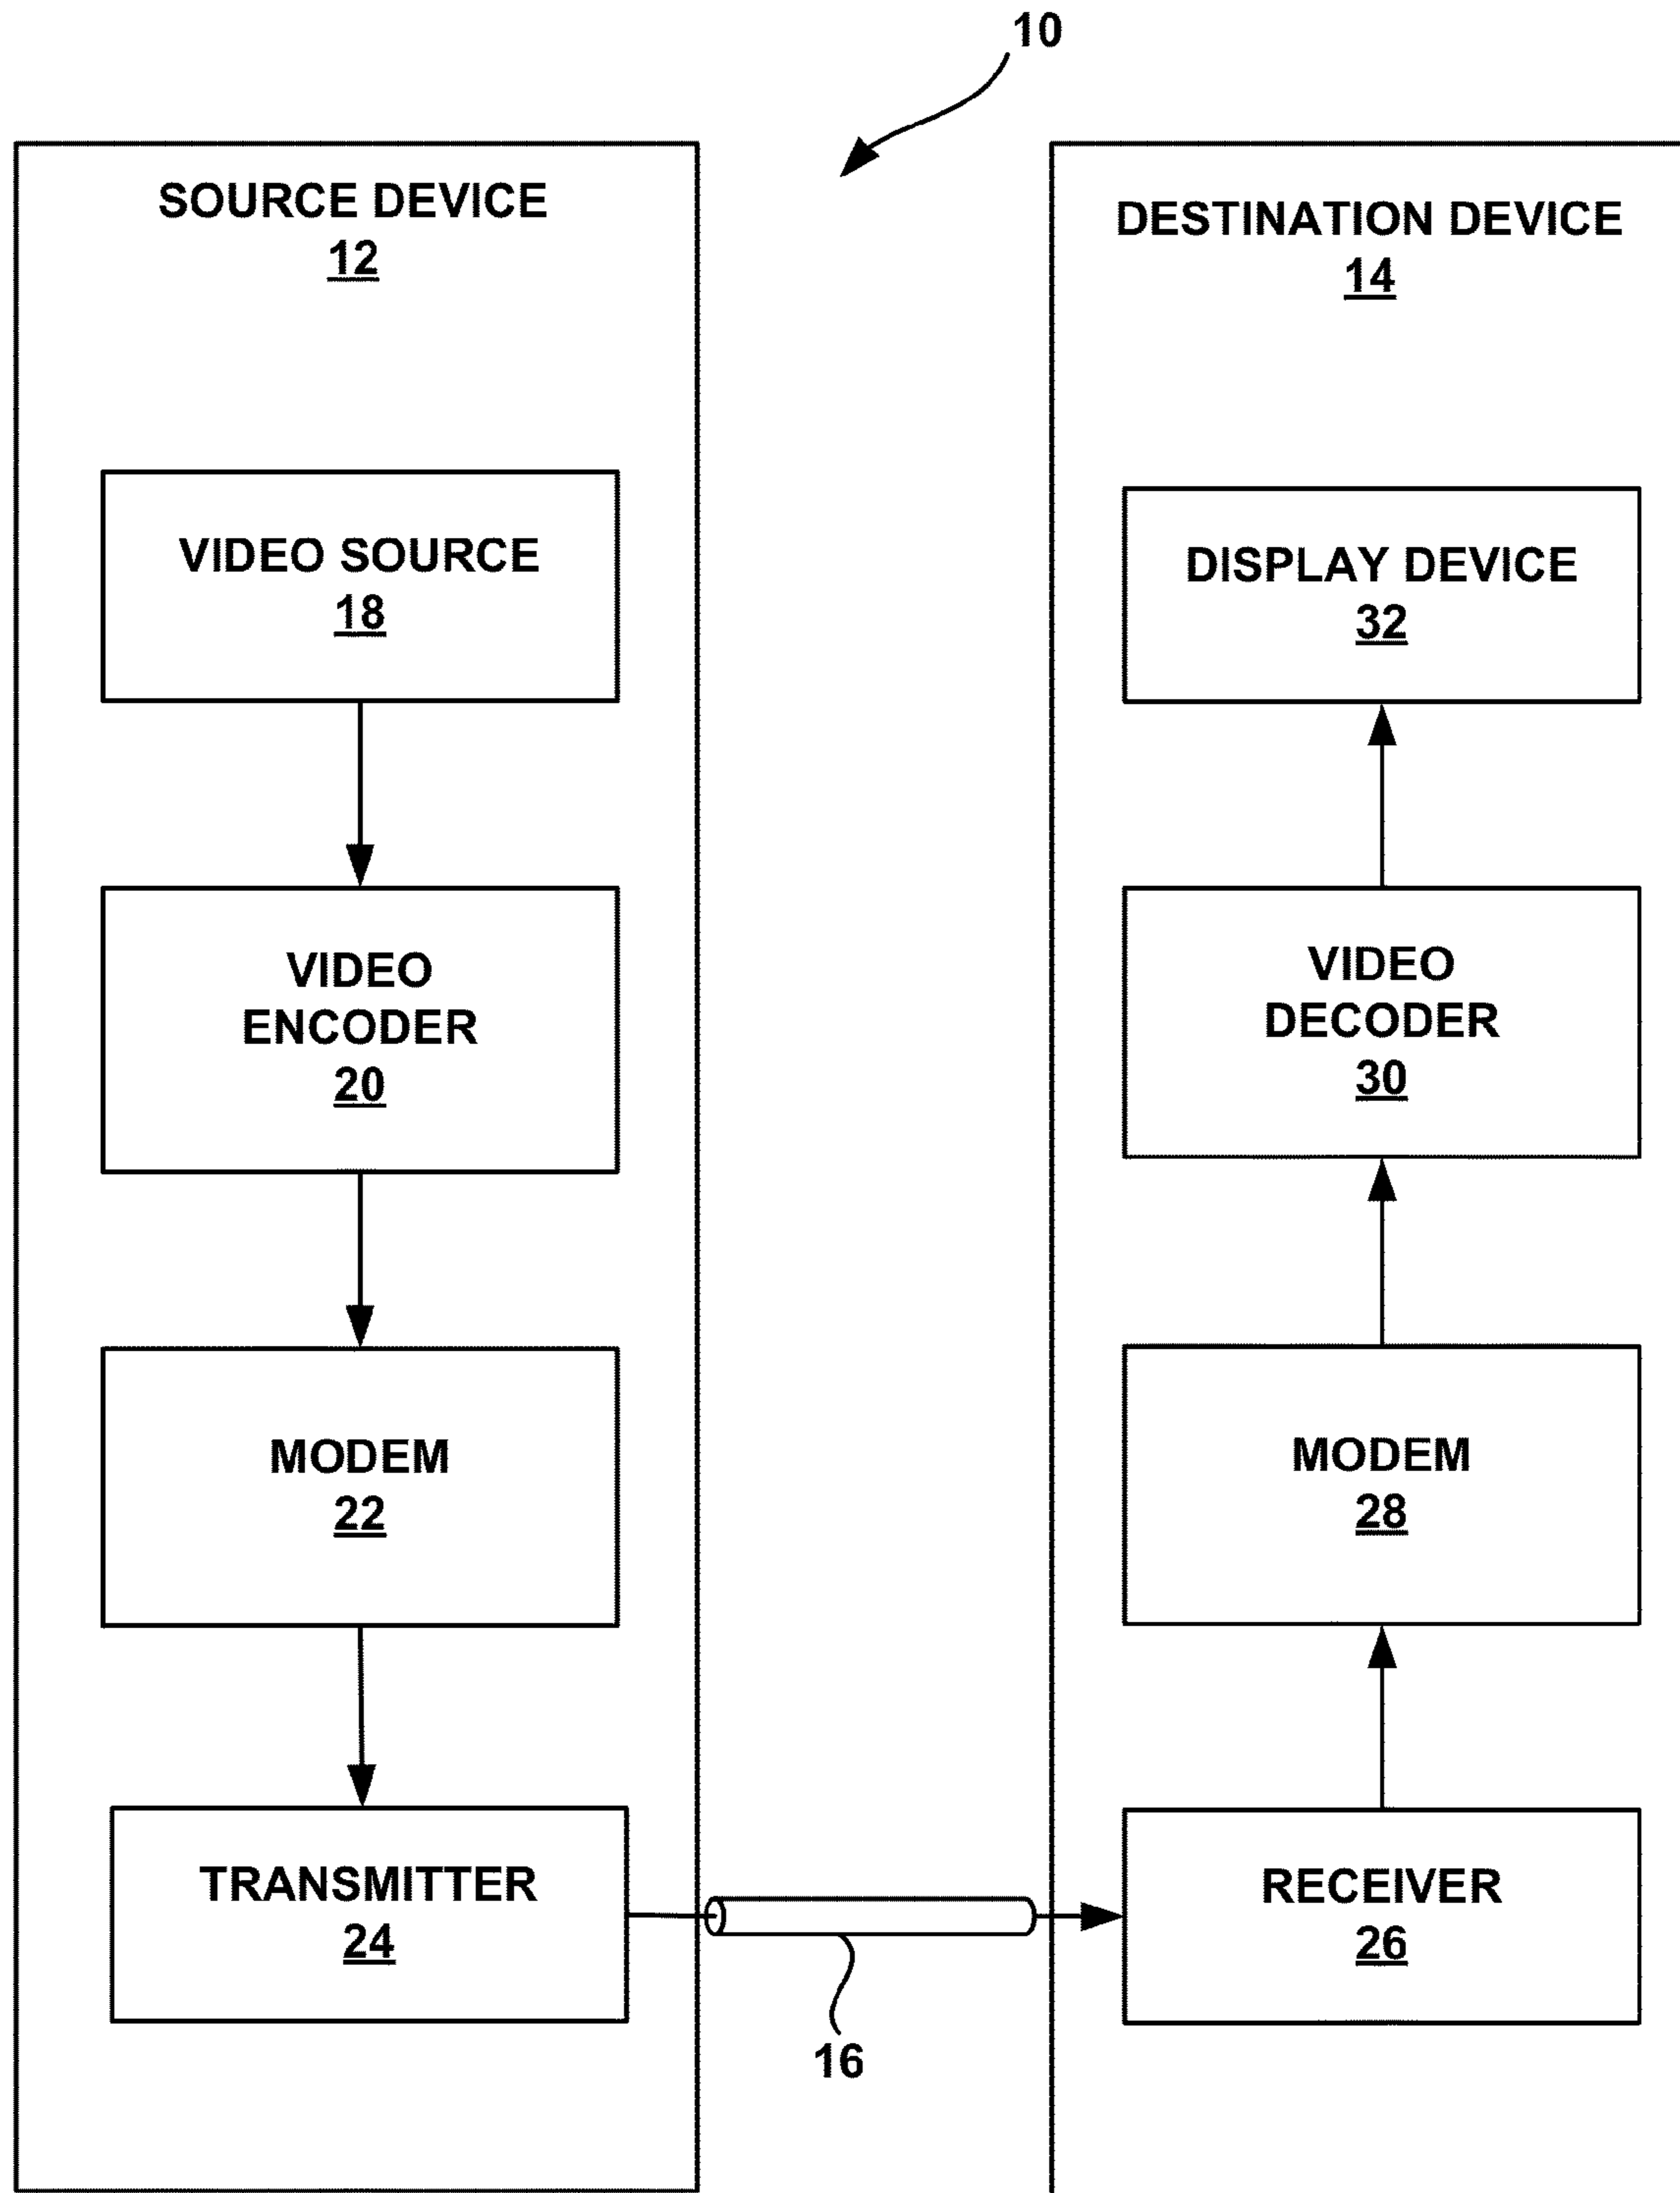 10
SOURCE DEVICE
12
VIDEO SOURCE
18
VIDEO
ENCODER
20
MODEM
22
TRANSMITTER
24
16
DESTINATION DEVICE
14
DISPLAY DEVICE
32
VIDEO
DECODER
30
MODEM
28
RECEIVER
26